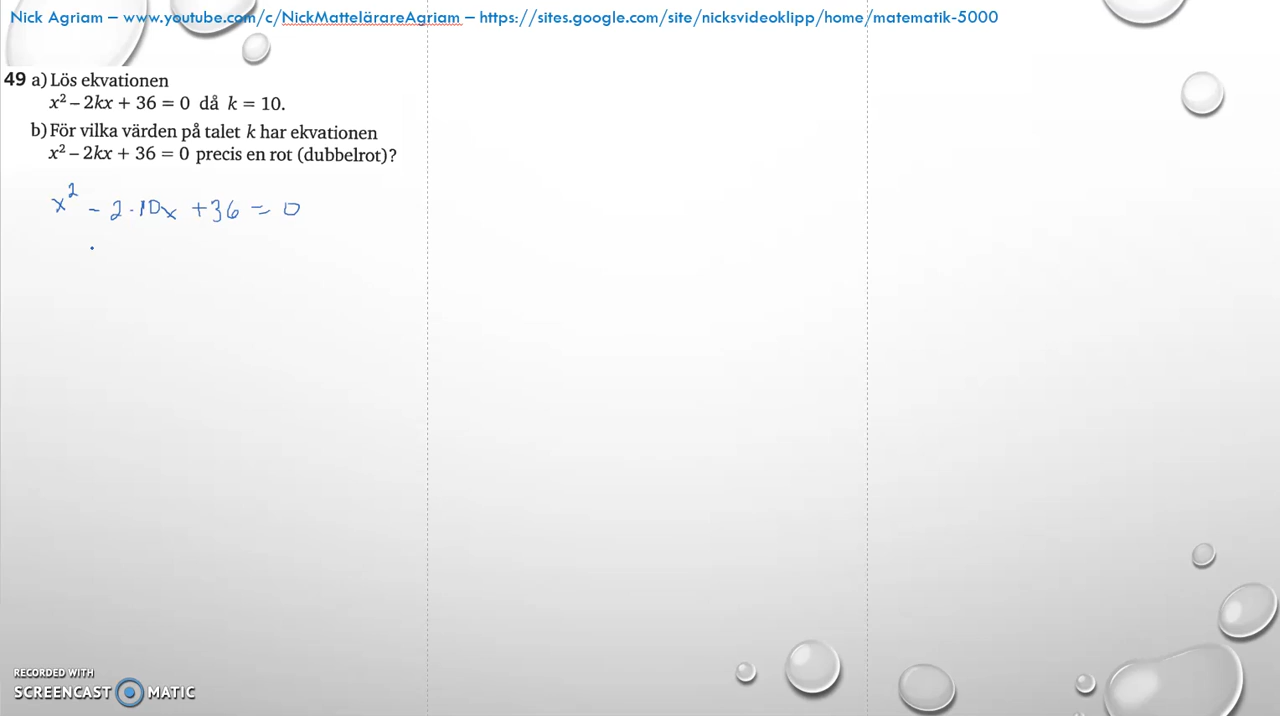 Nick Agriam – www.youtube.com/c/NickMattelärareAgriam – https://sites.google.com/site/nicksvideoklipp/home/matematik-5000
49 a) Lös ekvationen
x² – 2kx + 36 = 0 då k = 10.
b) För vilka värden på talet k har ekvationen
x² – 2kx + 36 = 0 precis en rot (dubbelrot)?
x² - 2·10x + 36 = 0
RECORDED WITH
SCREENCAST MATIC